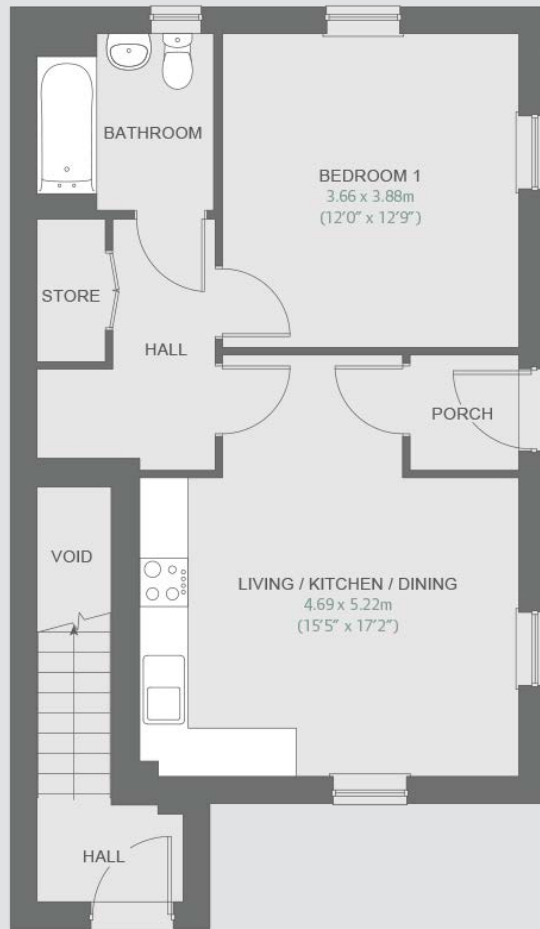 BATHROOM
BEDROOM 1
3.66 x 3.88m
(12'0" x 12'9")
STORE
HALL
PORCH
VOID
LIVING / KITCHEN / DINING
4.69 x 5.22m
(15'5" x 17'2")
HALL